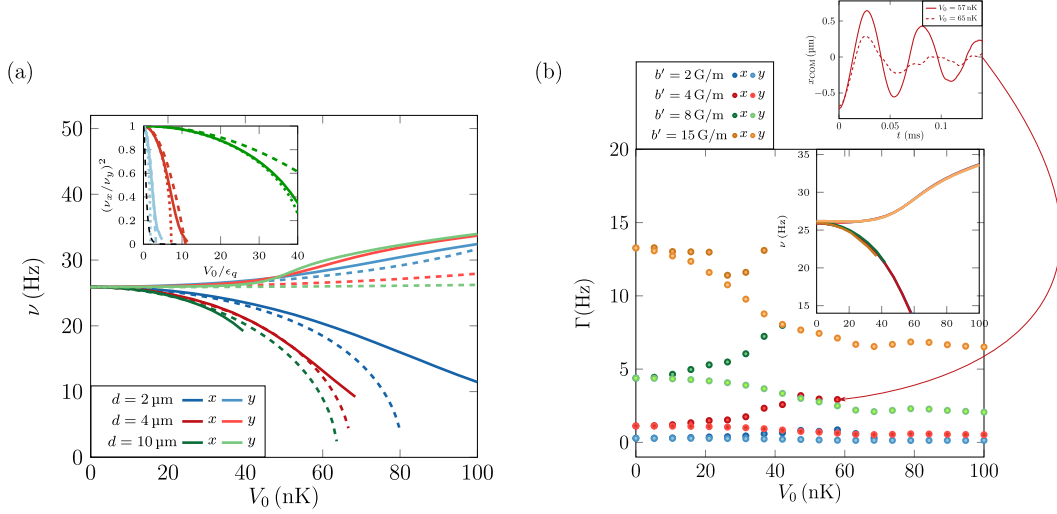 (a)
50
40
30
20
10
0
ν (Hz)
0
20
40
60
80
100
V₀ (nK)
1
0.8
0.6
0.4
0.2
0
(νₓ/ν_y)²
0
10
20
30
40
V₀/ϵ_q
d = 2 µm x y
d = 4 µm x y
d = 10 µm x y
(b)
V₀ = 57 nK
V₀ = 65 nK
0.5
0
−0.5
x_COM (µm)
0
0.05
0.1
t (ms)
b′ = 2 G/m x y
b′ = 4 G/m x y
b′ = 8 G/m x y
b′ = 15 G/m x y
20
15
10
5
0
Γ(Hz)
0
20
40
60
80
100
V₀ (nK)
35
30
25
20
15
ν (Hz)
0
20
40
60
80
100